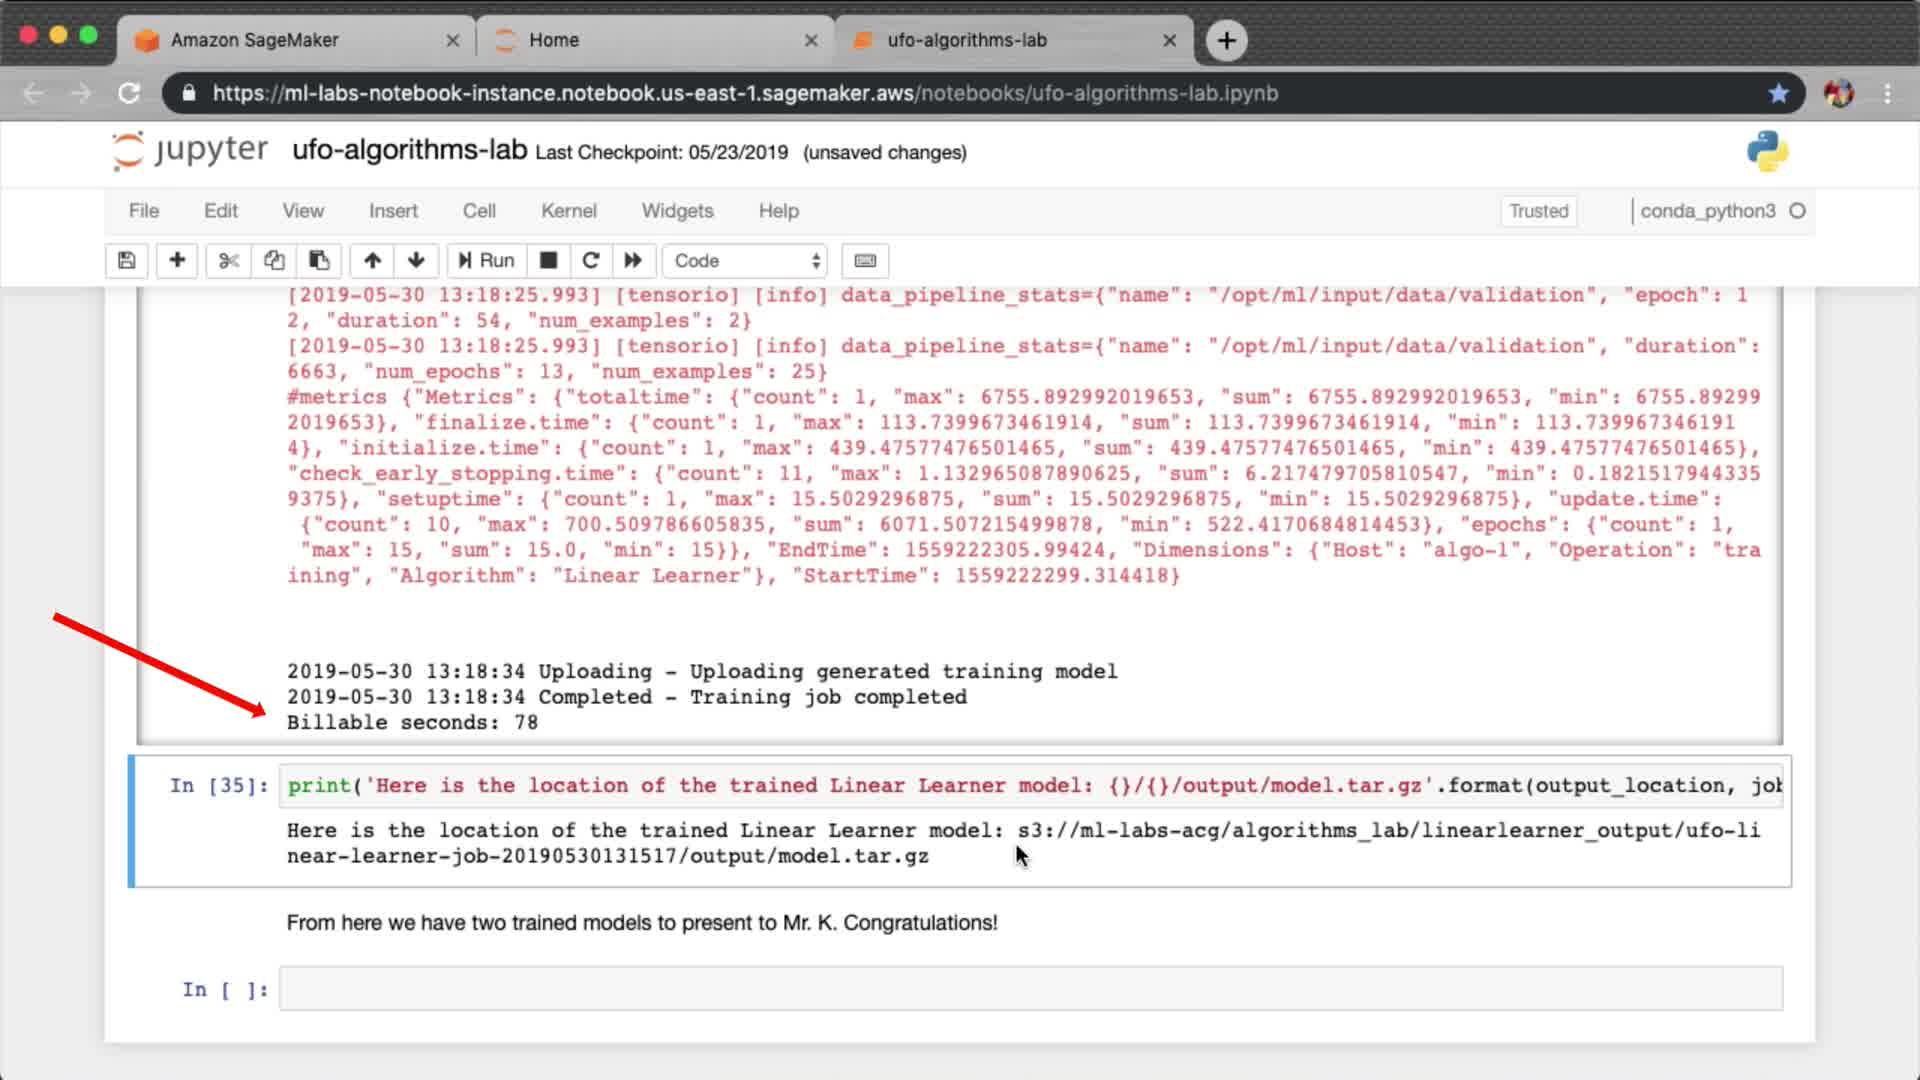 Amazon SageMaker
Home
ufo-algorithms-lab
https://ml-labs-notebook-instance.notebook.us-east-1.sagemaker.aws/notebooks/ufo-algorithms-lab.ipynb
jupyter ufo-algorithms-lab Last Checkpoint: 05/23/2019 (unsaved changes)
File Edit View Insert Cell Kernel Widgets Help Trusted conda_python3
Run Code
[2019-05-30 13:18:25.993] [tensorio] [info] data_pipeline_stats={"name": "/opt/ml/input/data/validation", "epoch": 1
2, "duration": 54, "num_examples": 2}
[2019-05-30 13:18:25.993] [tensorio] [info] data_pipeline_stats={"name": "/opt/ml/input/data/validation", "duration":
6663, "num_epochs": 13, "num_examples": 25}
#metrics {"Metrics": {"totaltime": {"count": 1, "max": 6755.892992019653, "sum": 6755.892992019653, "min": 6755.89299
2019653}, "finalize.time": {"count": 1, "max": 113.7399673461914, "sum": 113.7399673461914, "min": 113.739967346191
4}, "initialize.time": {"count": 1, "max": 439.47577476501465, "sum": 439.47577476501465, "min": 439.47577476501465},
"check_early_stopping.time": {"count": 11, "max": 1.132965087890625, "sum": 6.217479705810547, "min": 0.1821517944335
9375}, "setuptime": {"count": 1, "max": 15.5029296875, "sum": 15.5029296875, "min": 15.5029296875}, "update.time":
{"count": 10, "max": 700.509786605835, "sum": 6071.507215499878, "min": 522.4170684814453}, "epochs": {"count": 1,
"max": 15, "sum": 15.0, "min": 15}}, "EndTime": 1559222305.99424, "Dimensions": {"Host": "algo-1", "Operation": "tra
ining", "Algorithm": "Linear Learner"}, "StartTime": 1559222299.314418}
2019-05-30 13:18:34 Uploading - Uploading generated training model
2019-05-30 13:18:34 Completed - Training job completed
Billable seconds: 78
In [35]: print('Here is the location of the trained Linear Learner model: {}/{}/output/model.tar.gz'.format(output_location, job
Here is the location of the trained Linear Learner model: s3://ml-labs-acg/algorithms_lab/linearlearner_output/ufo-li
near-learner-job-20190530131517/output/model.tar.gz
From here we have two trained models to present to Mr. K. Congratulations!
In [ ]: